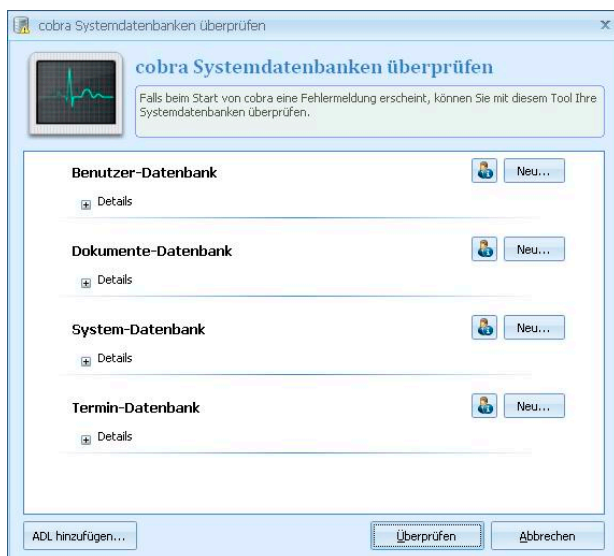 cobra Systemdatenbanken überprüfen
cobra Systemdatenbanken überprüfen
Falls beim Start von cobra eine Fehlermeldung erscheint, können Sie mit diesem Tool Ihre
Systemdatenbanken überprüfen.
Benutzer-Datenbank
Neu...
Details
Dokumente-Datenbank
Neu...
Details
System-Datenbank
Neu...
Details
Termin-Datenbank
Neu...
Details
ADL hinzufügen...
Überprüfen
Abbrechen